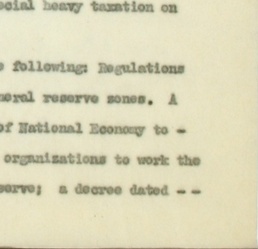 ecial heavy taxation on
e following: Regulations
neral reserve zones. A
of National Economy to -
organizations to work the
serve; a decree dated - -